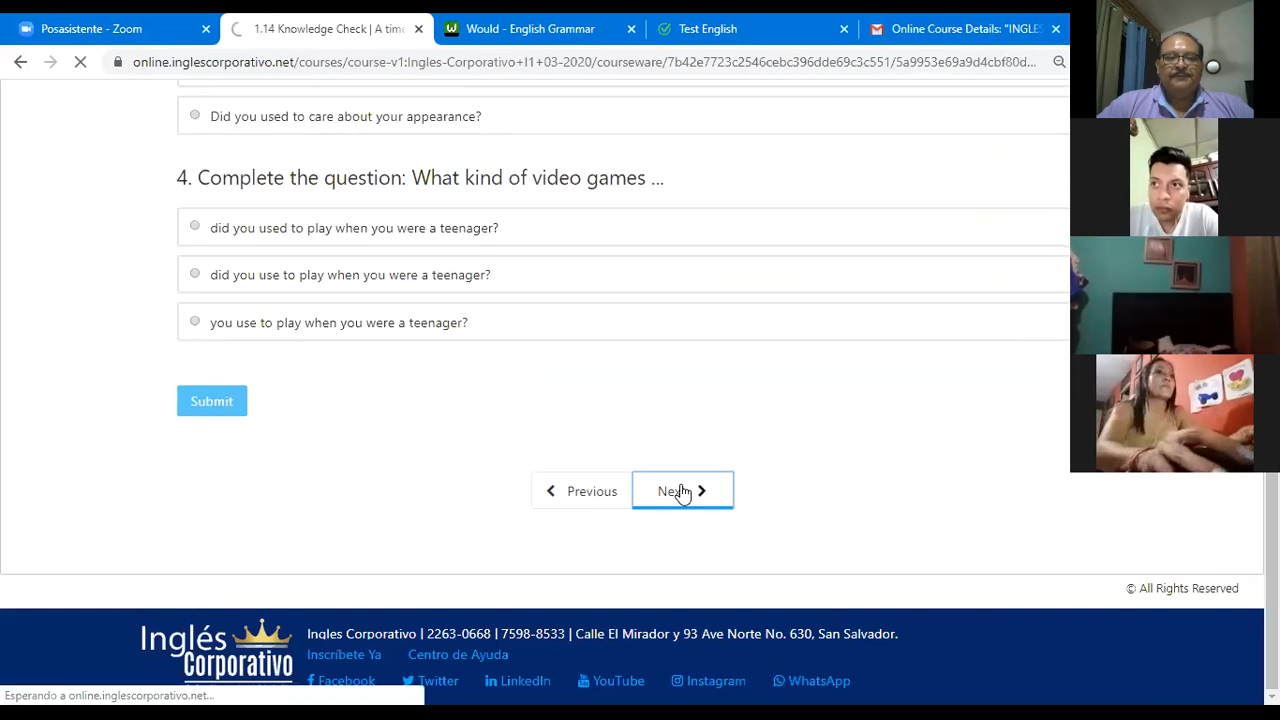 Posasistente - Zoom
1.14 Knowledge Check | A time
Would - English Grammar
Test English
Online Course Details: "INGLES
online.inglescorporativo.net/courses/course-v1:Ingles-Corporativo+I1+03-2020/courseware/7b42e7723c2546cebc396dde69c3c551/5a9953e69a9d4cbf80d...
Did you used to care about your appearance?
4. Complete the question: What kind of video games ...
did you used to play when you were a teenager?
did you use to play when you were a teenager?
you use to play when you were a teenager?
Submit
Previous
Next
© All Rights Reserved
Inglés Corporativo
Ingles Corporativo | 2263-0668 | 7598-8533 | Calle El Mirador y 93 Ave Norte No. 630, San Salvador.
Inscríbete Ya Centro de Ayuda
Facebook Twitter LinkedIn YouTube Instagram WhatsApp
Esperando a online.inglescorporativo.net...